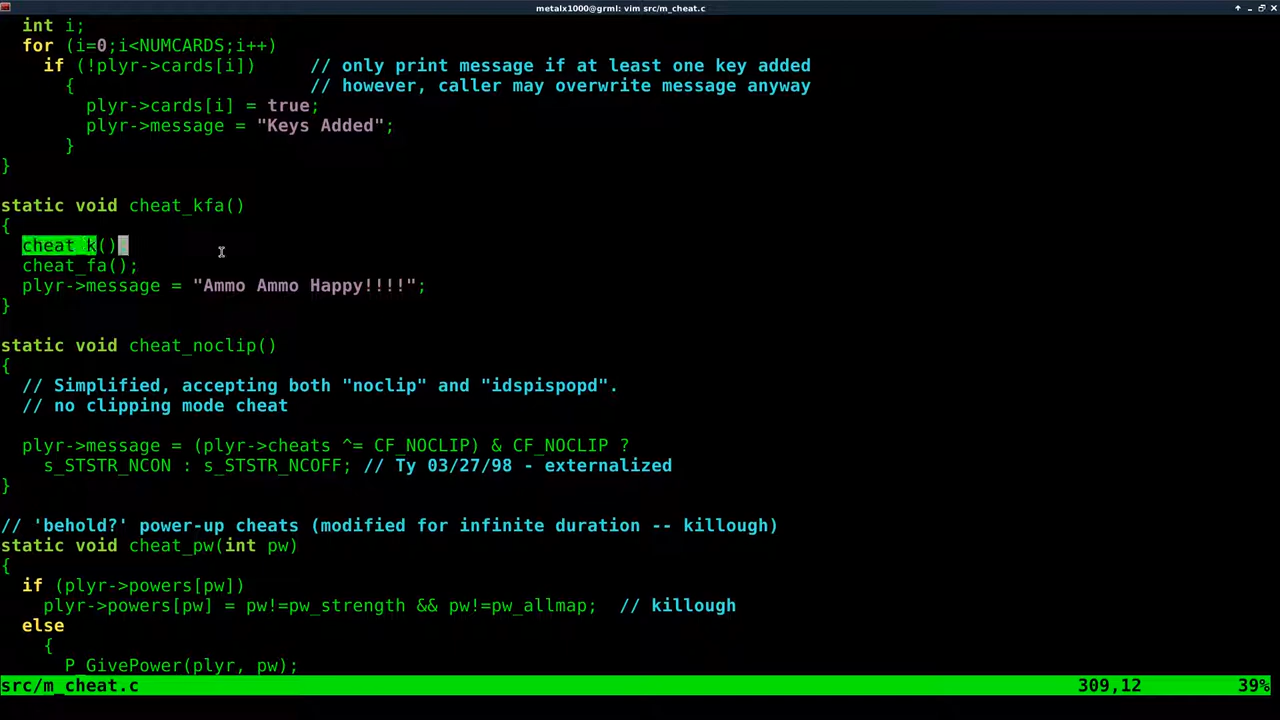 metalx1000@grml: vim src/m_cheat.c
int i;
for (i=0;i<NUMCARDS;i++)
if (!plyr->cards[i]) // only print message if at least one key added
{ // however, caller may overwrite message anyway
plyr->cards[i] = true;
plyr->message = "Keys Added";
}
}
static void cheat_kfa()
{
cheat_k()
cheat_fa();
plyr->message = "Ammo Ammo Happy!!!!";
}
static void cheat_noclip()
{
// Simplified, accepting both "noclip" and "idspispopd".
// no clipping mode cheat
plyr->message = (plyr->cheats ^= CF_NOCLIP) & CF_NOCLIP ?
s_STSTR_NCON : s_STSTR_NCOFF; // Ty 03/27/98 - externalized
}
// 'behold?' power-up cheats (modified for infinite duration -- killough)
static void cheat_pw(int pw)
{
if (plyr->powers[pw])
plyr->powers[pw] = pw!=pw_strength && pw!=pw_allmap; // killough
else
{
P_GivePower(plyr, pw);
src/m_cheat.c 309,12 39%